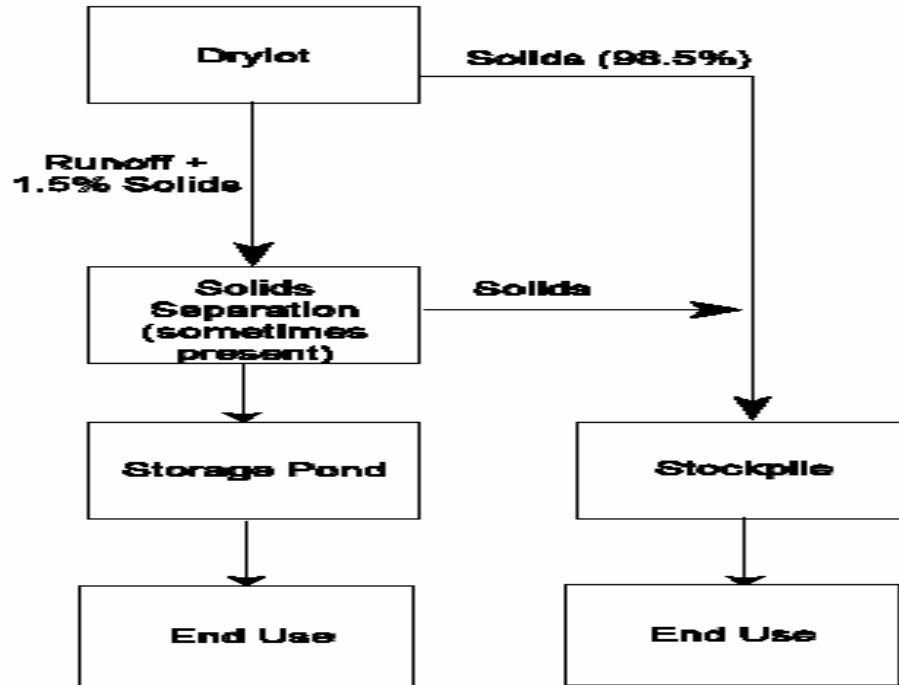 Drylot
Solids (98.5%)
Runoff +
1.5% Solids
Solids
Separation
(sometimes
present)
Solids
Storage Pond
Stockpile
End Use
End Use